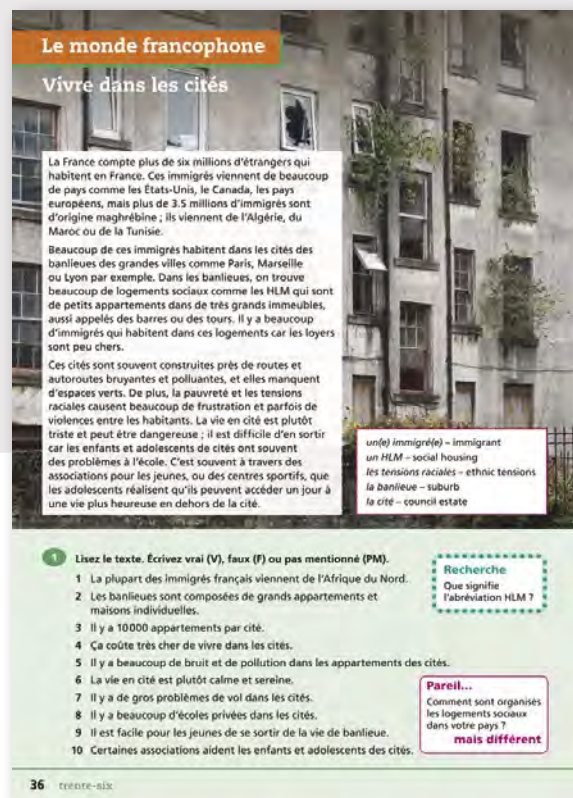 Le monde francophone
Vivre dans les cités
La France compte plus de six millions d'étrangers qui
habitent en France. Ces immigrés viennent de beaucoup
de pays comme les États-Unis, le Canada, les pays
européens, mais plus de 3.5 millions d'immigrés sont
d'origine maghrébine ; ils viennent de l'Algérie, du
Maroc ou de la Tunisie.
Beaucoup de ces immigrés habitent dans les cités des
banlieues des grandes villes comme Paris, Marseille
ou Lyon par exemple. Dans les banlieues, on trouve
beaucoup de logements sociaux comme les HLM qui sont
de petits appartements dans de très grands immeubles,
aussi appelés des barres ou des tours. Il y a beaucoup
d'immigrés qui habitent dans ces logements car les loyers
sont peu chers.
Ces cités sont souvent construites près de routes et
autoroutes bruyantes et polluantes, et elles manquent
d'espaces verts. De plus, la pauvreté et les tensions
raciales causent beaucoup de frustration et parfois de
violences entre les habitants. La vie en cité est plutôt
triste et peut être dangereuse ; il est difficile d'en sortir
car les enfants et adolescents de cités ont souvent
des problèmes à l'école. C'est souvent à travers des
associations pour les jeunes, ou des centres sportifs, que
les adolescents réalisent qu'ils peuvent accéder un jour à
une vie plus heureuse en dehors de la cité.
un(e) immigré(e) – immigrant
un HLM – social housing
les tensions raciales – ethnic tensions
la banlieue – suburb
la cité – council estate
1 Lisez le texte. Écrivez vrai (V), faux (F) ou pas mentionné (PM).
1 La plupart des immigrés français viennent de l'Afrique du Nord.
2 Les banlieues sont composées de grands appartements et
maisons individuelles.
3 Il y a 10000 appartements par cité.
4 Ça coûte très cher de vivre dans les cités.
5 Il y a beaucoup de bruit et de pollution dans les appartements des cités.
6 La vie en cité est plutôt calme et sereine.
7 Il y a de gros problèmes de vol dans les cités.
8 Il y a beaucoup d'écoles privées dans les cités.
9 Il est facile pour les jeunes de se sortir de la vie de banlieue.
10 Certaines associations aident les enfants et adolescents des cités.
Recherche
Que signifie
l'abréviation HLM ?
Pareil...
Comment sont organisés
les logements sociaux
dans votre pays ?
mais différent
36 trente-six